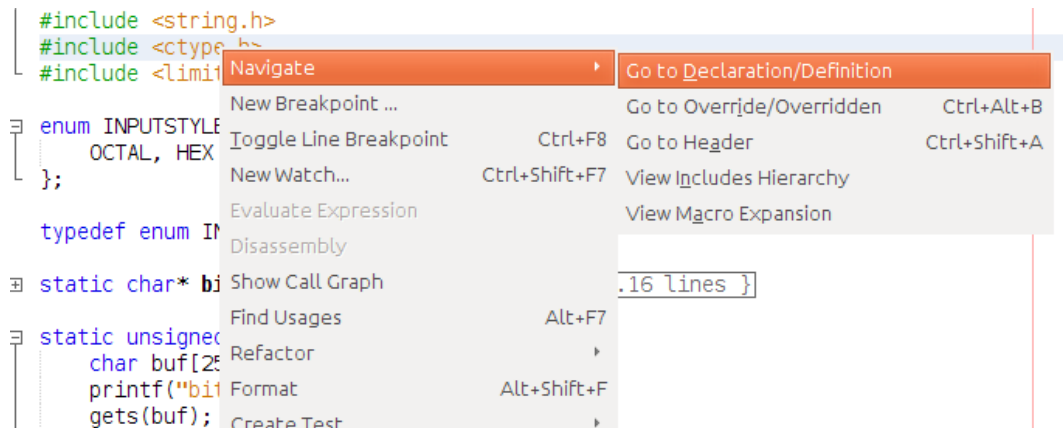 #include <string.h>
#include <ctype.h>
#include <limit
enum INPUTSTYLE
OCTAL, HEX
};
typedef enum IN
static char* bi .16 lines }
static unsigned
char buf[25
printf("bit
gets(buf);
Navigate
New Breakpoint ...
Toggle Line Breakpoint Ctrl+F8
New Watch... Ctrl+Shift+F7
Evaluate Expression
Disassembly
Show Call Graph
Find Usages Alt+F7
Refactor
Format Alt+Shift+F
Create Test
Go to Declaration/Definition
Go to Override/Overridden Ctrl+Alt+B
Go to Header Ctrl+Shift+A
View Includes Hierarchy
View Macro Expansion